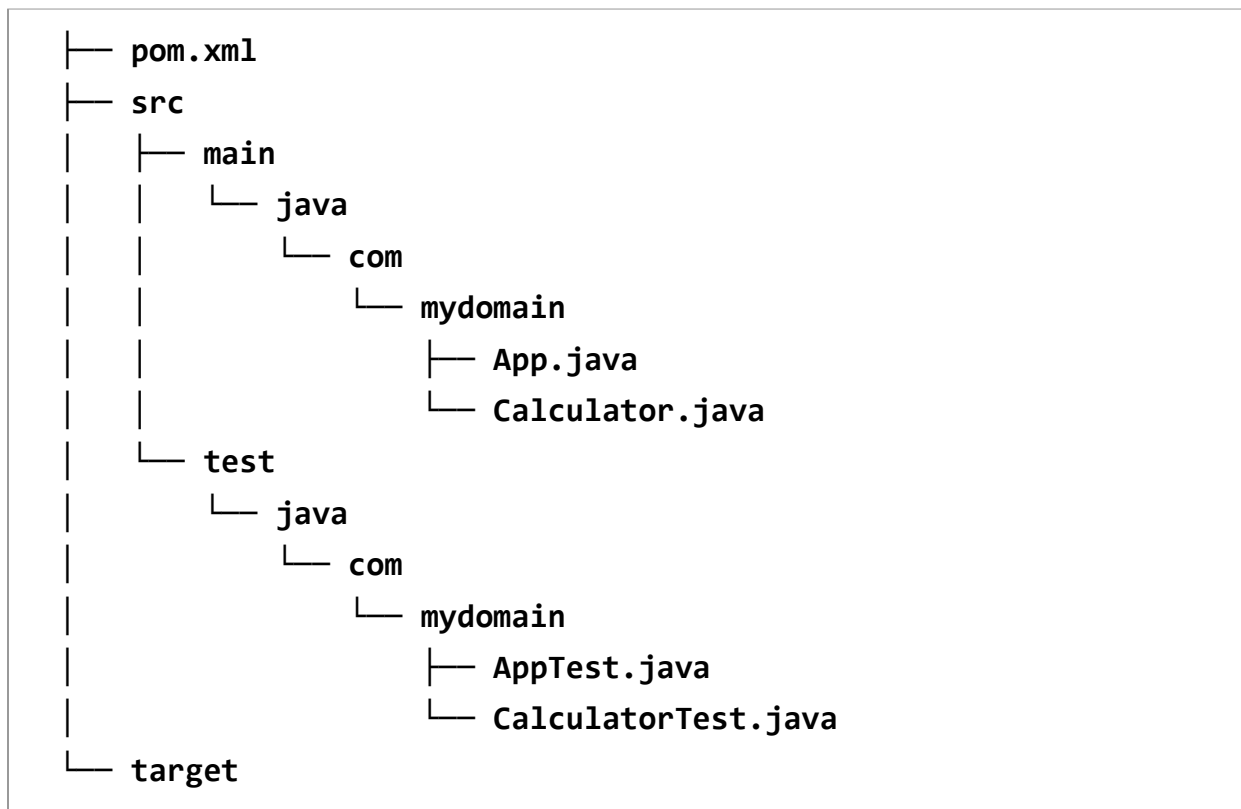 ├── pom.xml
├── src
│   ├── main
│   │   └── java
│   │       └── com
│   │           └── mydomain
│   │               ├── App.java
│   │               └── Calculator.java
│   └── test
│       └── java
│           └── com
│               └── mydomain
│                   ├── AppTest.java
│                   └── CalculatorTest.java
└── target